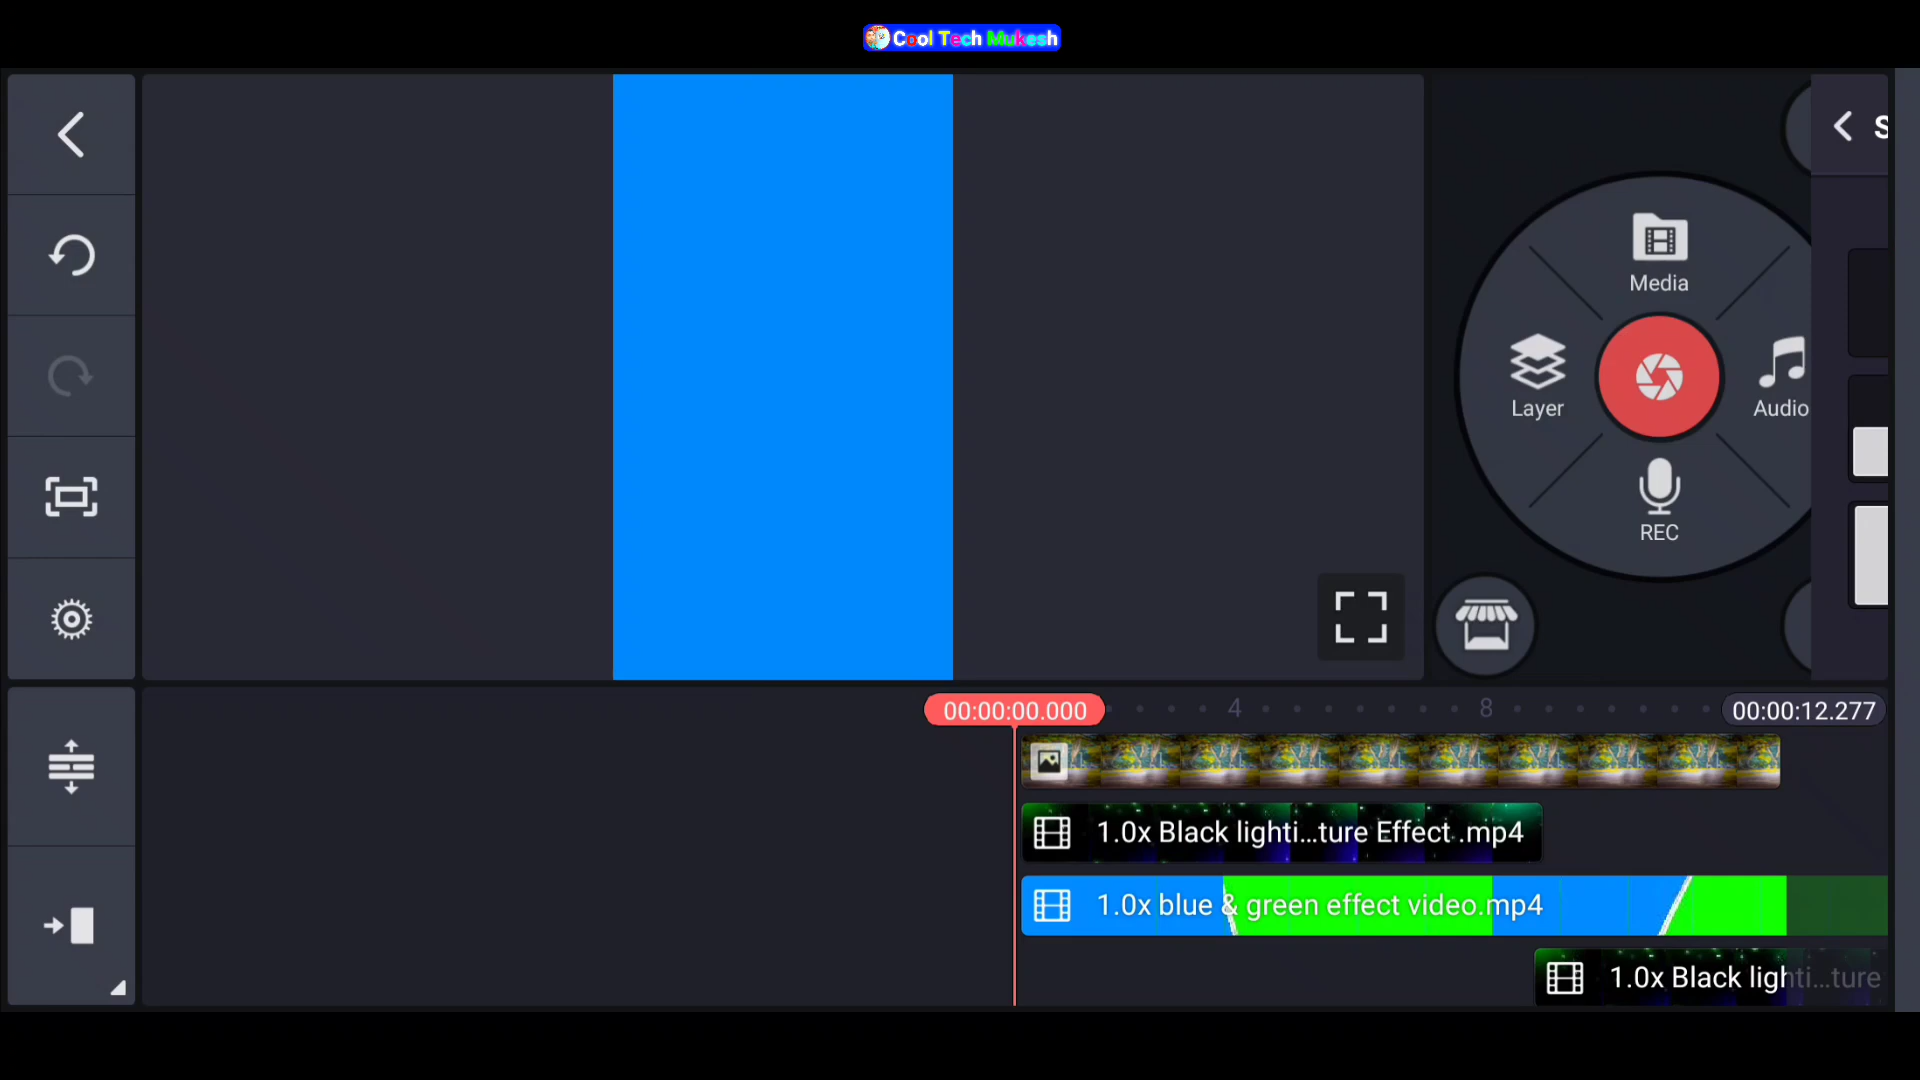 Cool Tech Mukesh
S
Media
Layer
Audio
REC
00:00:00.000
4
8
00:00:12.277
1.0x Black lighti...ture Effect .mp4
1.0x blue & green effect video.mp4
1.0x Black lighti...ture